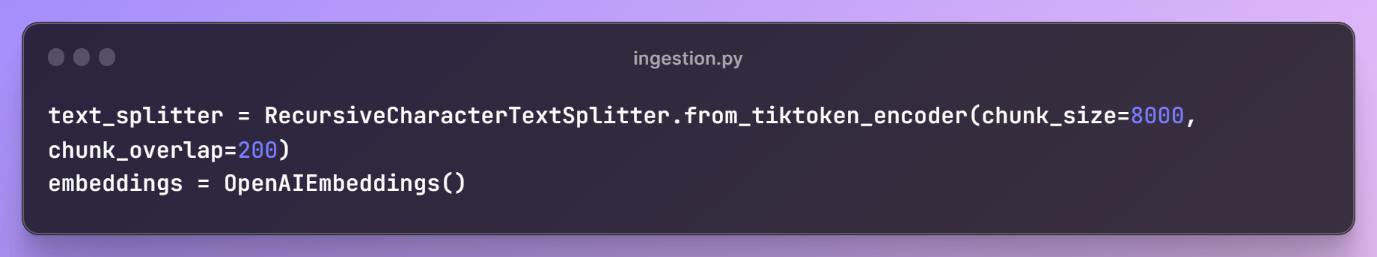 ingestion.py
text_splitter = RecursiveCharacterTextSplitter.from_tiktoken_encoder(chunk_size=8000,
chunk_overlap=200)
embeddings = OpenAIEmbeddings()